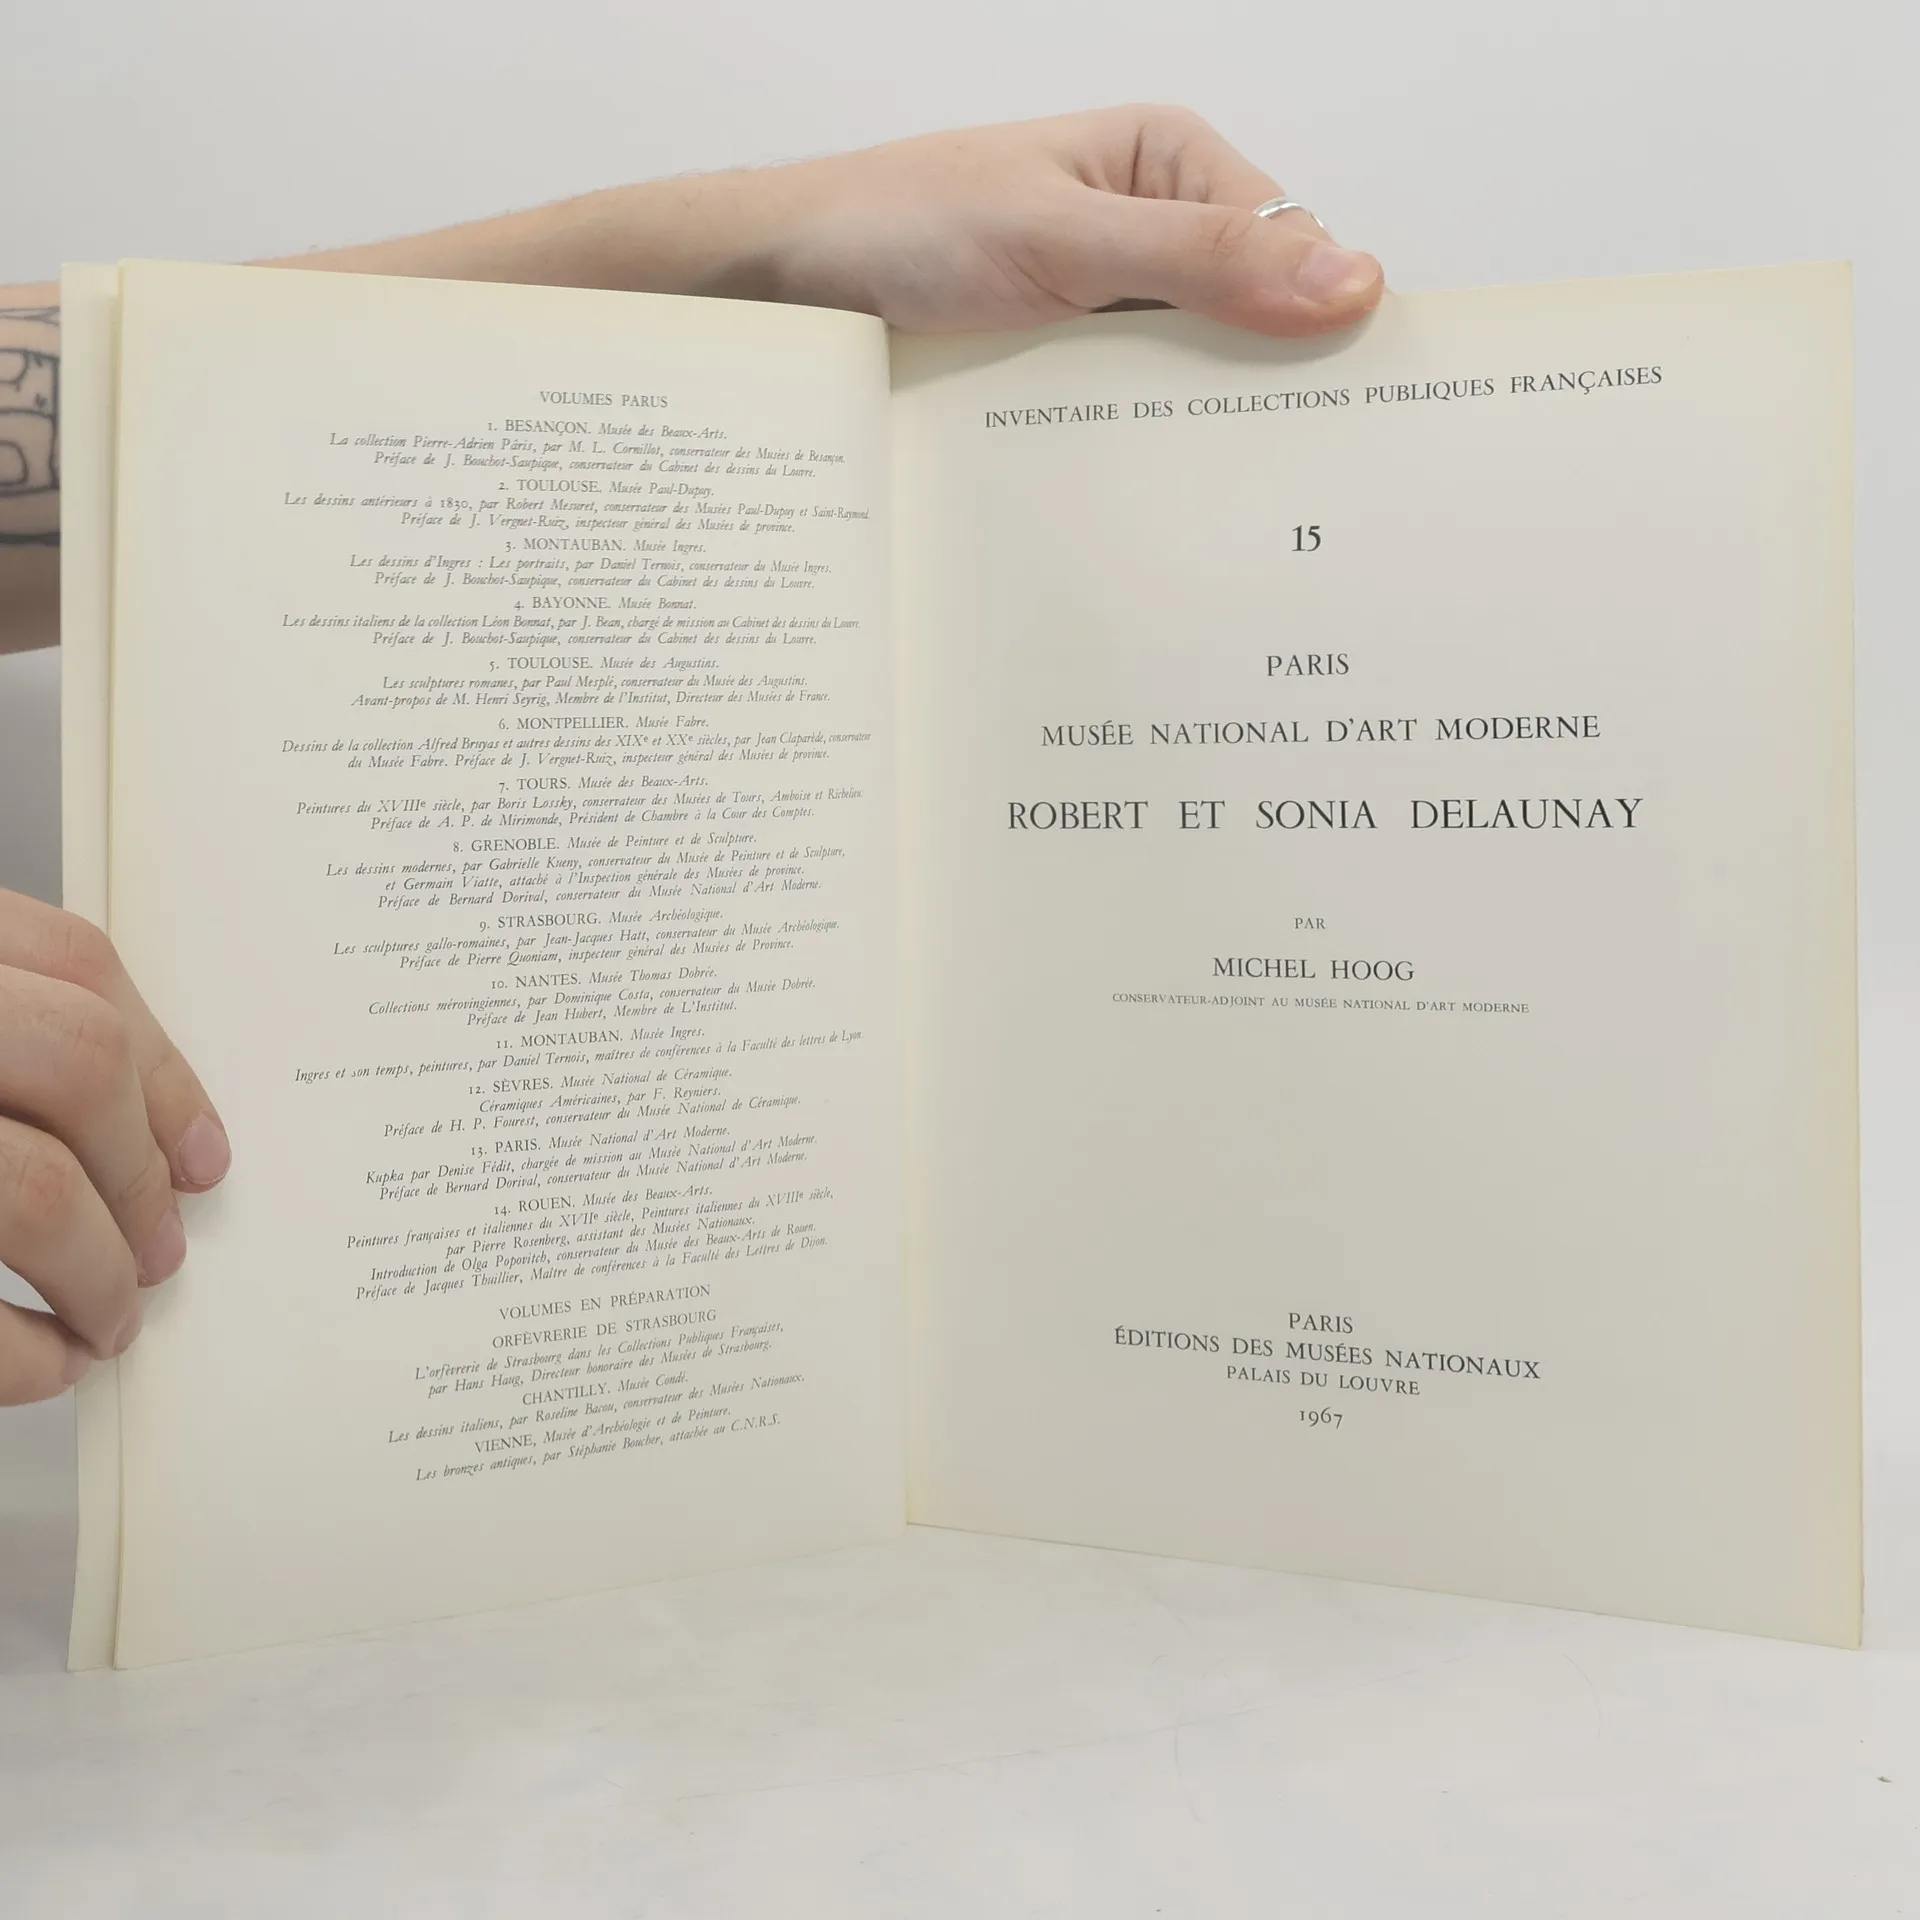 VOLUMES PARUS
1. BESANÇON. Musée des Beaux-Arts.
La collection Pierre-Adrien Pâris, par M. L. Cornillot, conservateur des Musées de Besançon.
Préface de J. Bouchot-Saupique, conservateur du Cabinet des dessins du Louvre.
2. TOULOUSE. Musée Paul-Dupuy.
Les dessins antérieurs à 1830, par Robert Mesuret, conservateur des Musées Paul-Dupuy et Saint-Raymond.
Préface de J. Vergnet-Ruiz, inspecteur général des Musées de province.
3. MONTAUBAN. Musée Ingres.
Les dessins d'Ingres : Les portraits, par Daniel Ternois, conservateur du Musée Ingres.
Préface de J. Bouchot-Saupique, conservateur du Cabinet des dessins du Louvre.
4. BAYONNE. Musée Bonnat.
Les dessins italiens de la collection Léon Bonnat, par J. Bean, chargé de mission au Cabinet des dessins du Louvre.
Préface de J. Bouchot-Saupique, conservateur du Cabinet des dessins du Louvre.
5. TOULOUSE. Musée des Augustins.
Les sculptures romanes, par Paul Mesplé, conservateur du Musée des Augustins.
Avant-propos de M. Henri Seyrig, Membre de l'Institut, Directeur des Musées de France.
6. MONTPELLIER. Musée Fabre.
Dessins de la collection Alfred Bruyas et autres dessins des XIXe et XXe siècles, par Jean Claparède, conservateur
du Musée Fabre. Préface de J. Vergnet-Ruiz, inspecteur général des Musées de province.
7. TOURS. Musée des Beaux-Arts.
Peintures du XVIIIe siècle, par Boris Lossky, conservateur des Musées de Tours, Amboise et Richelieu.
Préface de A. P. de Mirimonde, Président de Chambre à la Cour des Comptes.
8. GRENOBLE. Musée de Peinture et de Sculpture.
Les dessins modernes, par Gabrielle Kueny, conservateur du Musée de Peinture et de Sculpture,
et Germain Viatte, attaché à l'Inspection générale des Musées de province.
Préface de Bernard Dorival, conservateur du Musée National d'Art Moderne.
9. STRASBOURG. Musée Archéologique.
Les sculptures gallo-romaines, par Jean-Jacques Hatt, conservateur du Musée Archéologique.
Préface de Pierre Quoniam, inspecteur général des Musées de Province.
10. NANTES. Musée Thomas Dobrée.
Collections mérovingiennes, par Dominique Costa, conservateur du Musée Dobrée.
Préface de Jean Hubert, Membre de L'Institut.
11. MONTAUBAN. Musée Ingres.
Ingres et son temps, peintures, par Daniel Ternois, maîtres de conférences à la Faculté des lettres de Lyon.
12. SÈVRES. Musée National de Céramique.
Céramiques Américaines, par F. Reyniers.
Préface de H. P. Fourest, conservateur du Musée National de Céramique.
13. PARIS. Musée National d'Art Moderne.
Kupka par Denise Fédit, chargée de mission au Musée National d'Art Moderne.
Préface de Bernard Dorival, conservateur du Musée National d'Art Moderne.
14. ROUEN. Musée des Beaux-Arts.
Peintures françaises et italiennes du XVIIe siècle, Peintures italiennes du XVIIIe siècle,
par Pierre Rosenberg, assistant des Musées Nationaux.
Introduction de Olga Popovitch, conservateur du Musée des Beaux-Arts de Rouen.
Préface de Jacques Thuillier, Maître de conférences à la Faculté des Lettres de Dijon.
VOLUMES EN PRÉPARATION
ORFÈVRERIE DE STRASBOURG
L'orfèvrerie de Strasbourg dans les Collections Publiques Françaises,
par Hans Haug, Directeur honoraire des Musées de Strasbourg.
CHANTILLY. Musée Condé.
Les dessins italiens, par Roseline Bacou, conservateur des Musées Nationaux.
VIENNE, Musée d'Archéologie et de Peinture.
Les bronzes antiques, par Stéphanie Boucher, attachée au C.N.R.S.
INVENTAIRE DES COLLECTIONS PUBLIQUES FRANÇAISES
15
PARIS
MUSÉE NATIONAL D'ART MODERNE
ROBERT ET SONIA DELAUNAY
PAR
MICHEL HOOG
CONSERVATEUR-ADJOINT AU MUSÉE NATIONAL D'ART MODERNE
PARIS
ÉDITIONS DES MUSÉES NATIONAUX
PALAIS DU LOUVRE
1967